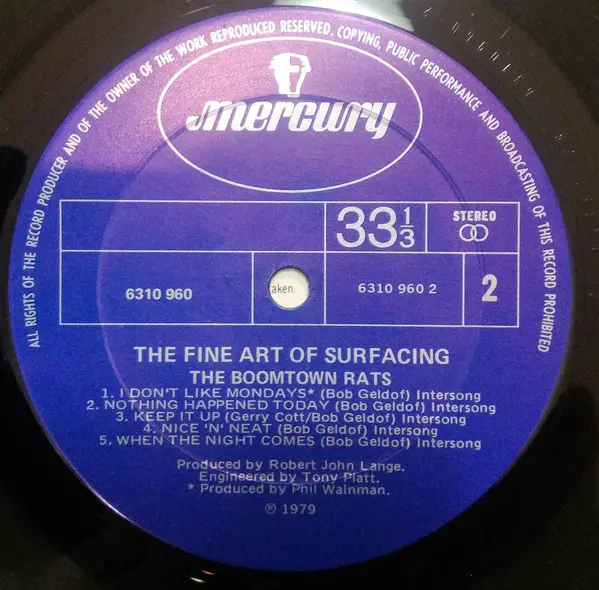 ALL RIGHTS OF THE RECORD PRODUCER AND OF THE OWNER OF THE WORK REPRODUCED RESERVED. COPYING, PUBLIC PERFORMANCE AND BROADCASTING OF THIS RECORD PROHIBITED
mercury
33 1/3
STEREO
6310 960
aken.
6310 960 2
2
THE FINE ART OF SURFACING
THE BOOMTOWN RATS
1. I DON'T LIKE MONDAYS* (Bob Geldof) Intersong
2. NOTHING HAPPENED TODAY (Bob Geldof) Intersong
3. KEEP IT UP (Gerry Cott/Bob Geldof) Intersong
4. NICE 'N' NEAT (Bob Geldof) Intersong
5. WHEN THE NIGHT COMES (Bob Geldof) Intersong
Produced by Robert John Lange.
Engineered by Tony Platt.
* Produced by Phil Wainman.
℗ 1979